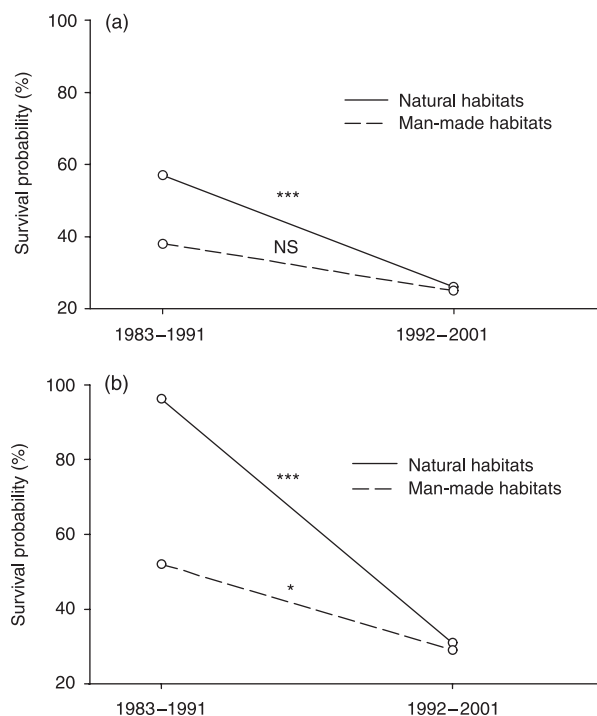 (a)
100
80
60
40
20
Survival probability (%)
Natural habitats
Man-made habitats
***
NS
1983–1991
1992–2001
(b)
100
80
60
40
20
Survival probability (%)
Natural habitats
Man-made habitats
***
*
1983–1991
1992–2001